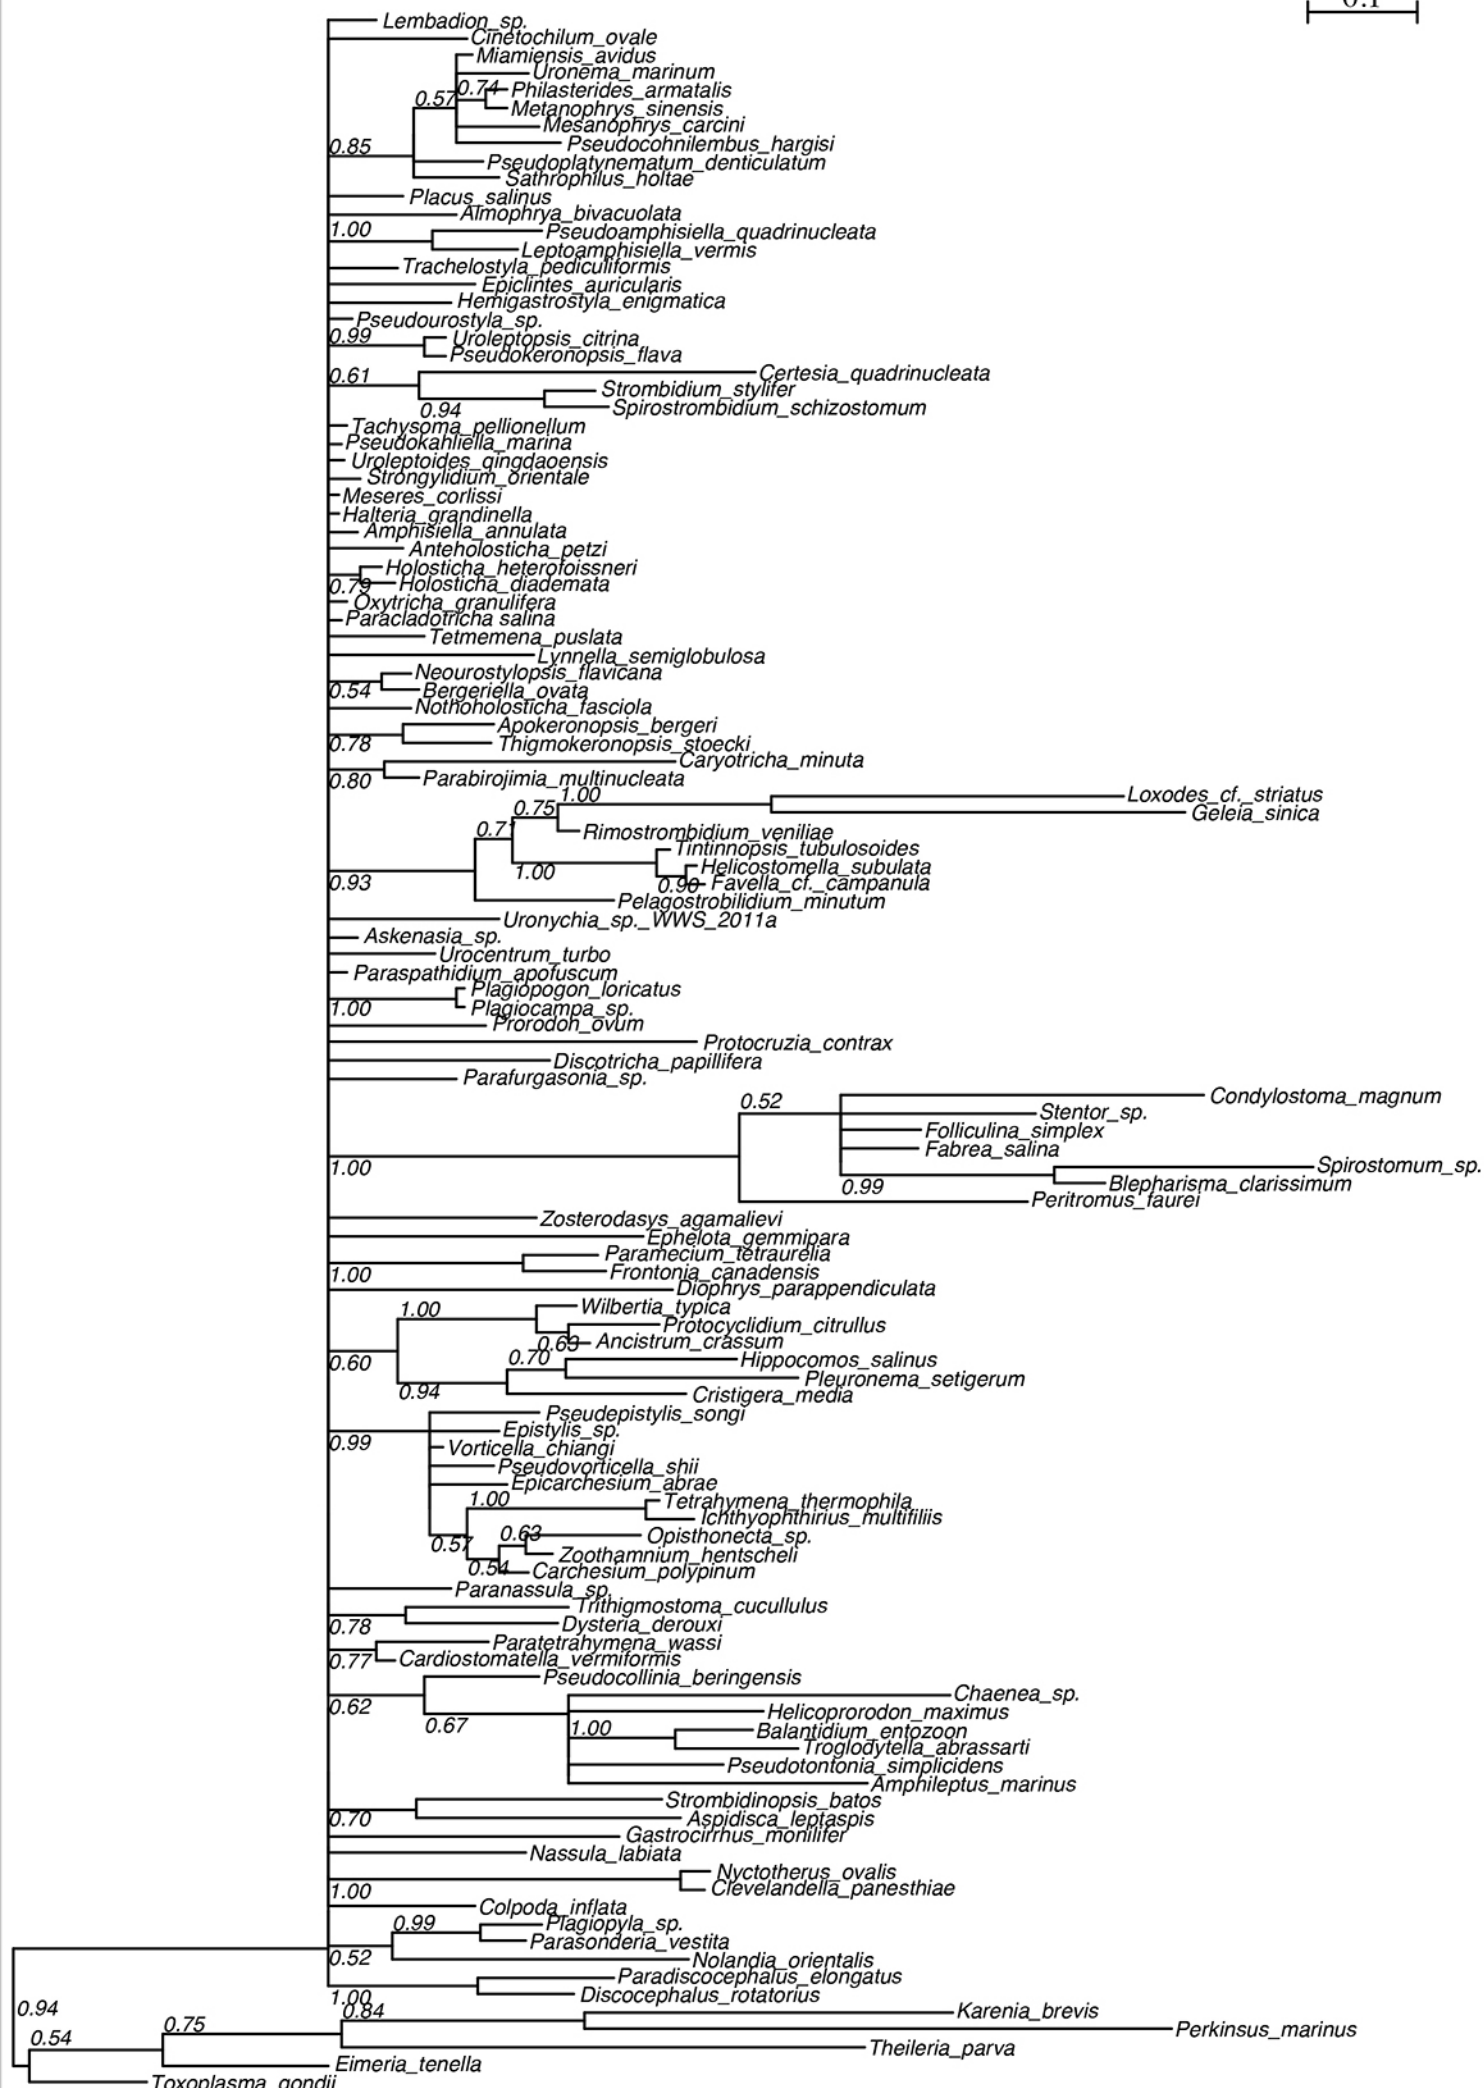 0.1
Lembadion_sp.
Cinetochilum_ovale
Miamiensis_avidus
Uronema_marinum
0.74
Philasterides_armatalis
0.57
Metanophrys_sinensis
Mesanophrys_carcini
Pseudocohnilembus_hargisi
0.85
Pseudoplatynematum_denticulatum
Sathrophilus_holtae
Placus_salinus
Almophrya_bivacuolata
1.00
Pseudoamphisiella_quadrinucleata
Leptoamphisiella_vermis
Trachelostyla_pediculiformis
Epiclintes_auricularis
Hemigastrostyla_enigmatica
Pseudourostyla_sp.
0.99
Uroleptopsis_citrina
Pseudokeronopsis_flava
0.61
Certesia_quadrinucleata
Strombidium_stylifer
0.94
Spirostrombidium_schizostomum
Tachysoma_pellionellum
Pseudokahliella_marina
Uroleptoides_qingdaoensis
Strongylidium_orientale
Meseres_corlissi
Halteria_grandinella
Amphisiella_annulata
Anteholosticha_petzi
Holosticha_heterofoissneri
0.79
Holosticha_diademata
Oxytricha_granulifera
Paracladotricha salina
Tetmemena_puslata
Lynnella_semiglobulosa
Neourostylopsis_flavicana
0.54
Bergeriella_ovata
Nothoholosticha_fasciola
Apokeronopsis_bergeri
0.78
Thigmokeronopsis_stoecki
Caryotricha_minuta
0.80
Parabirojimia_multinucleata
1.00
Loxodes_cf._striatus
0.75
Geleia_sinica
0.71
Rimostrombidium_veniliae
Tintinnopsis_tubulosoides
1.00
Helicostomella_subulata
0.93
0.90
Favella_cf._campanula
Pelagostrobilidium_minutum
Uronychia_sp._WWS_2011a
Askenasia_sp.
Urocentrum_turbo
Paraspathidium_apofuscum
Plagiopogon_loricatus
1.00
Plagiocampa_sp.
Prorodon_ovum
Protocruzia_contrax
Discotricha_papillifera
Parafurgasonia_sp.
0.52
Condylostoma_magnum
Stentor_sp.
Folliculina_simplex
Fabrea_salina
1.00
Spirostomum_sp.
0.99
Blepharisma_clarissimum
Peritromus_faurei
Zosterodasys_agamalievi
Ephelota_gemmipara
Paramecium_tetraurelia
1.00
Frontonia_canadensis
Diophrys_parappendiculata
1.00
Wilbertia_typica
Protocyclidium_citrullus
0.63
Ancistrum_crassum
0.60
0.70
Hippocomos_salinus
Pleuronema_setigerum
0.94
Cristigera_media
Pseudepistylis_songi
Epistylis_sp.
0.99
Vorticella_chiangi
Pseudovorticella_shii
Epicarchesium_abrae
1.00
Tetrahymena_thermophila
Ichthyophthirius_multifiliis
0.63
Opisthonecta_sp.
0.57
Zoothamnium_hentscheli
0.54
Carchesium_polypinum
Paranassula_sp.
Trithigmostoma_cucullulus
0.78
Dysteria_derouxi
Paratetrahymena_wassi
0.77
Cardiostomatella_vermiformis
Pseudocollinia_beringensis
0.62
Chaenea_sp.
Helicoprorodon_maximus
0.67
1.00
Balantidium_entozoon
Troglodytella_abrassarti
Pseudotontonia_simplicidens
Amphileptus_marinus
Strombidinopsis_batos
0.70
Aspidisca_leptaspis
Gastrocirrhus_monilifer
Nassula_labiata
Nyctotherus_ovalis
1.00
Clevelandella_panesthiae
Colpoda_inflata
0.99
Plagiopyla_sp.
Parasonderia_vestita
0.52
Nolandia_orientalis
Paradiscocephalus_elongatus
1.00
Discocephalus_rotatorius
0.94
0.84
Karenia_brevis
0.75
Perkinsus_marinus
0.54
Theileria_parva
Eimeria_tenella
Toxoplasma_gondii